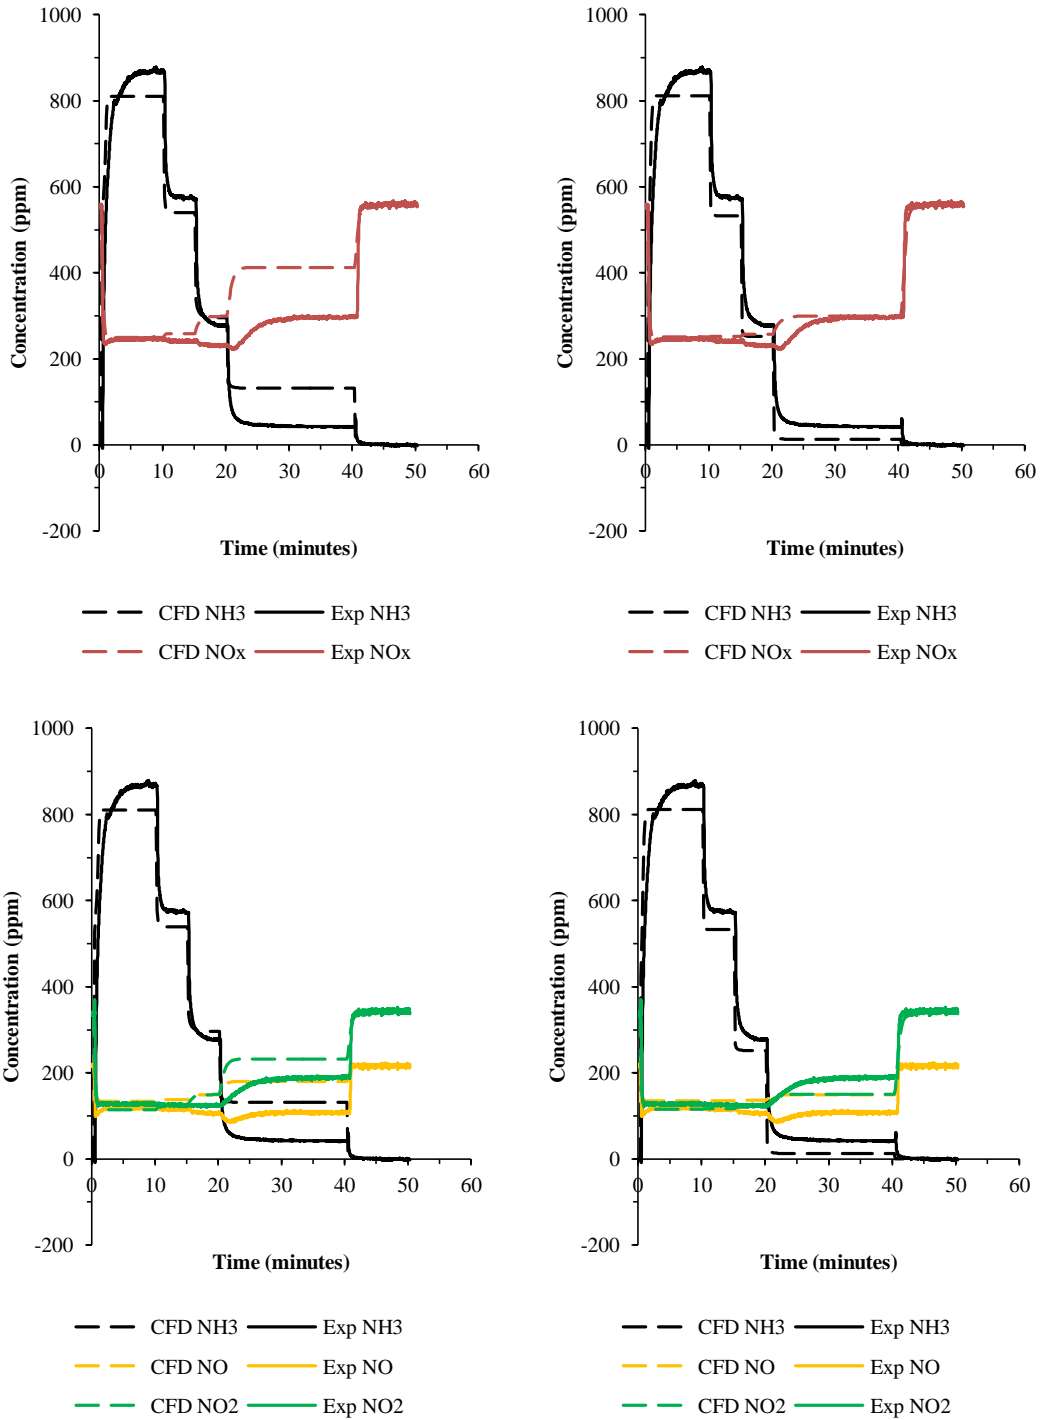 1000
800
600
400
200
0
-200
0 10 20 30 40 50 60
Concentration (ppm)
Time (minutes)
CFD NH3 Exp NH3
CFD NOx Exp NOx
1000
800
600
400
200
0
-200
0 10 20 30 40 50 60
Concentration (ppm)
Time (minutes)
CFD NH3 Exp NH3
CFD NOx Exp NOx
1000
800
600
400
200
0
-200
0 10 20 30 40 50 60
Concentration (ppm)
Time (minutes)
CFD NH3 Exp NH3
CFD NO Exp NO
CFD NO2 Exp NO2
1000
800
600
400
200
0
-200
0 10 20 30 40 50 60
Concentration (ppm)
Time (minutes)
CFD NH3 Exp NH3
CFD NO Exp NO
CFD NO2 Exp NO2